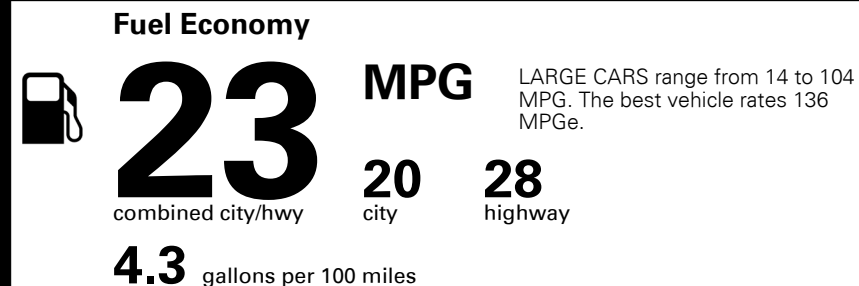 Fuel Economy
23 MPG
LARGE CARS range from 14 to 104
MPG. The best vehicle rates 136
MPGe.
combined city/hwy
20
city
28
highway
4.3 gallons per 100 miles